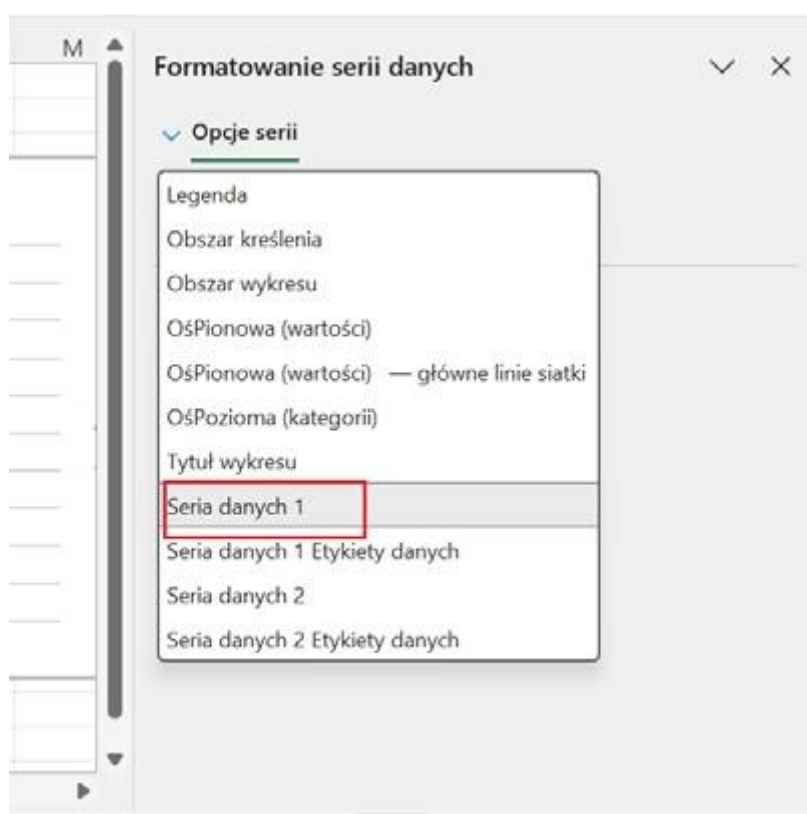 M
Formatowanie serii danych
Opcje serii
Legenda
Obszar kreślenia
Obszar wykresu
OśPionowa (wartości)
OśPionowa (wartości) — główne linie siatki
OśPozioma (kategorii)
Tytuł wykresu
Seria danych 1
Seria danych 1 Etykiety danych
Seria danych 2
Seria danych 2 Etykiety danych